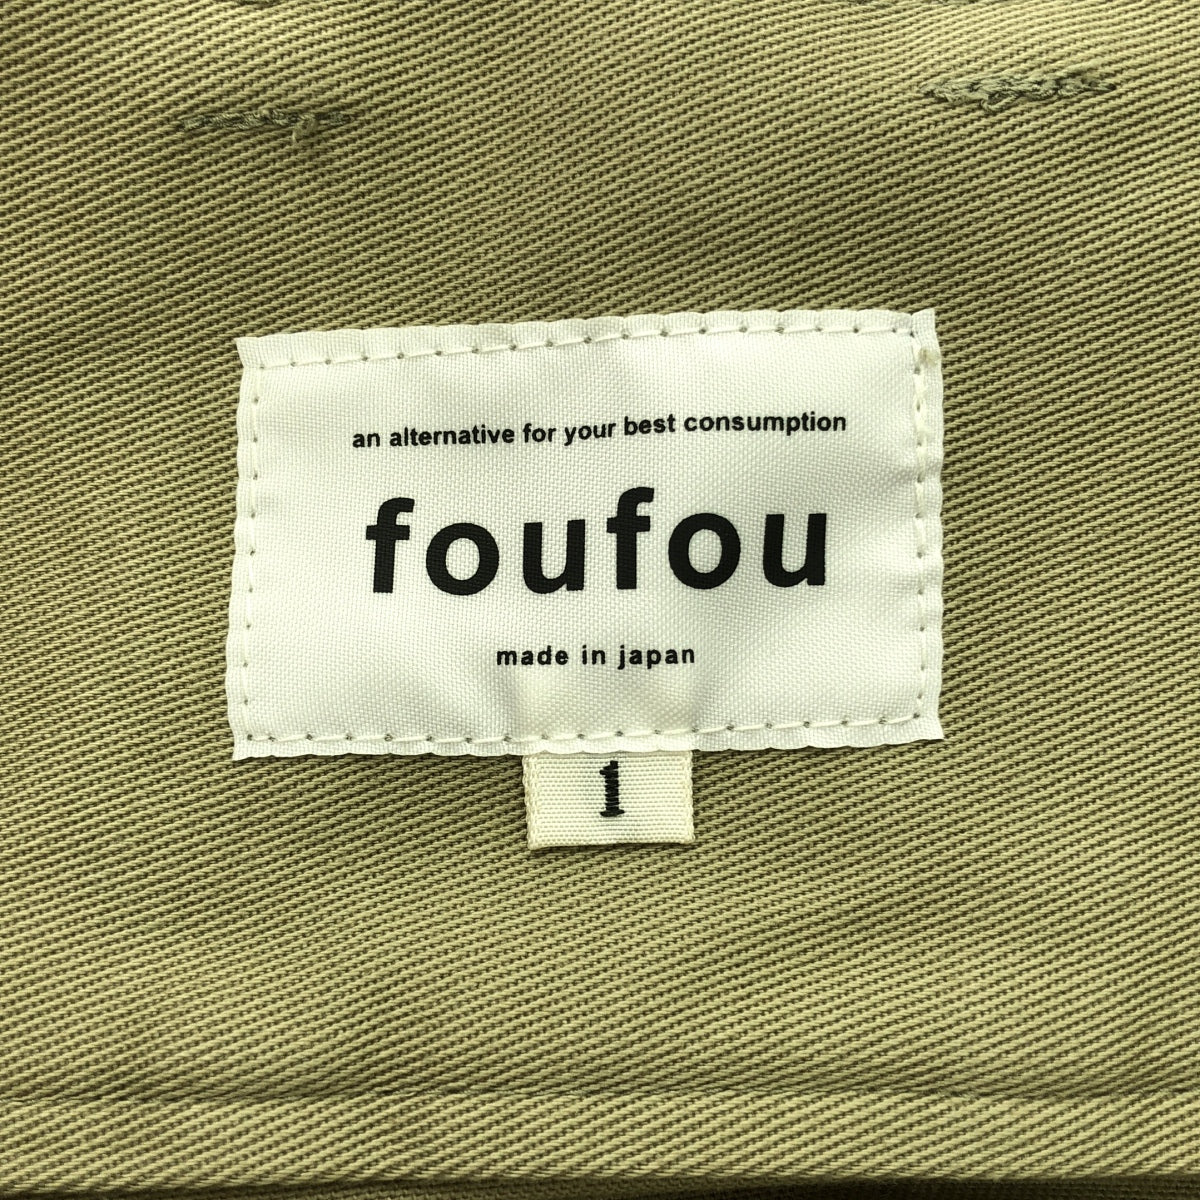 an alternative for your best consumption
foufou
made in japan
1